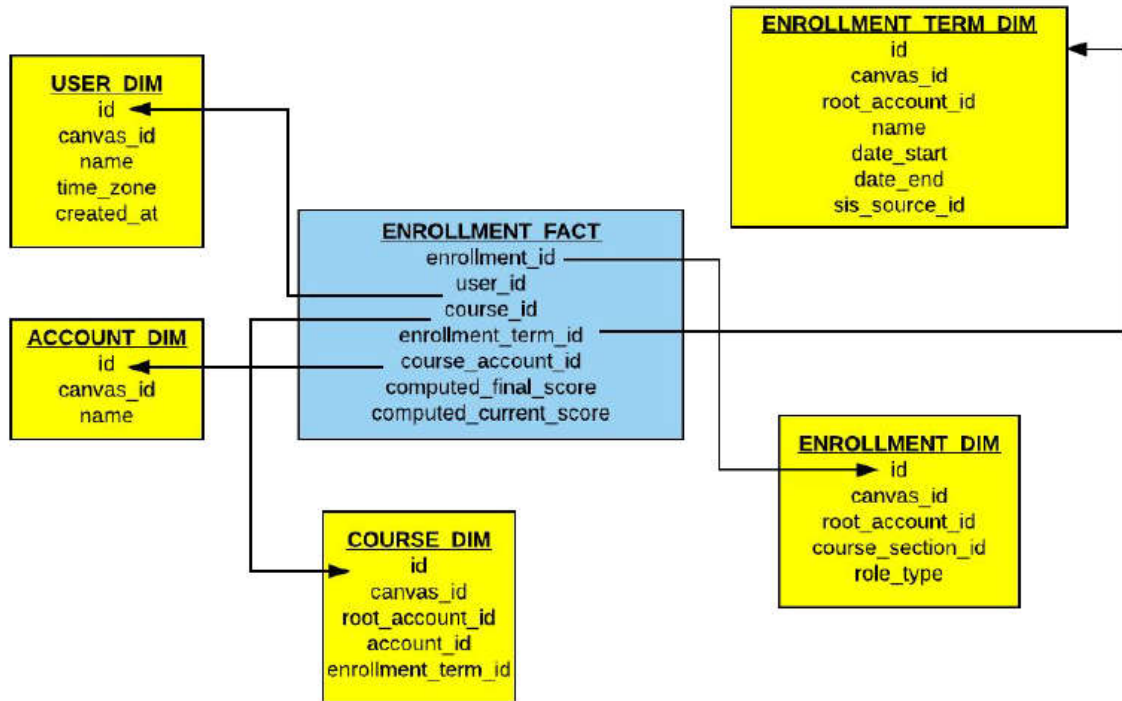 USER_DIM
id
canvas_id
name
time_zone
created_at
ENROLLMENT_TERM_DIM
id
canvas_id
root_account_id
name
date_start
date_end
sis_source_id
ENROLLMENT_FACT
enrollment_id
user_id
course_id
enrollment_term_id
course_account_id
computed_final_score
computed_current_score
ACCOUNT_DIM
id
canvas_id
name
ENROLLMENT_DIM
id
canvas_id
root_account_id
course_section_id
role_type
COURSE_DIM
id
canvas_id
root_account_id
account_id
enrollment_term_id